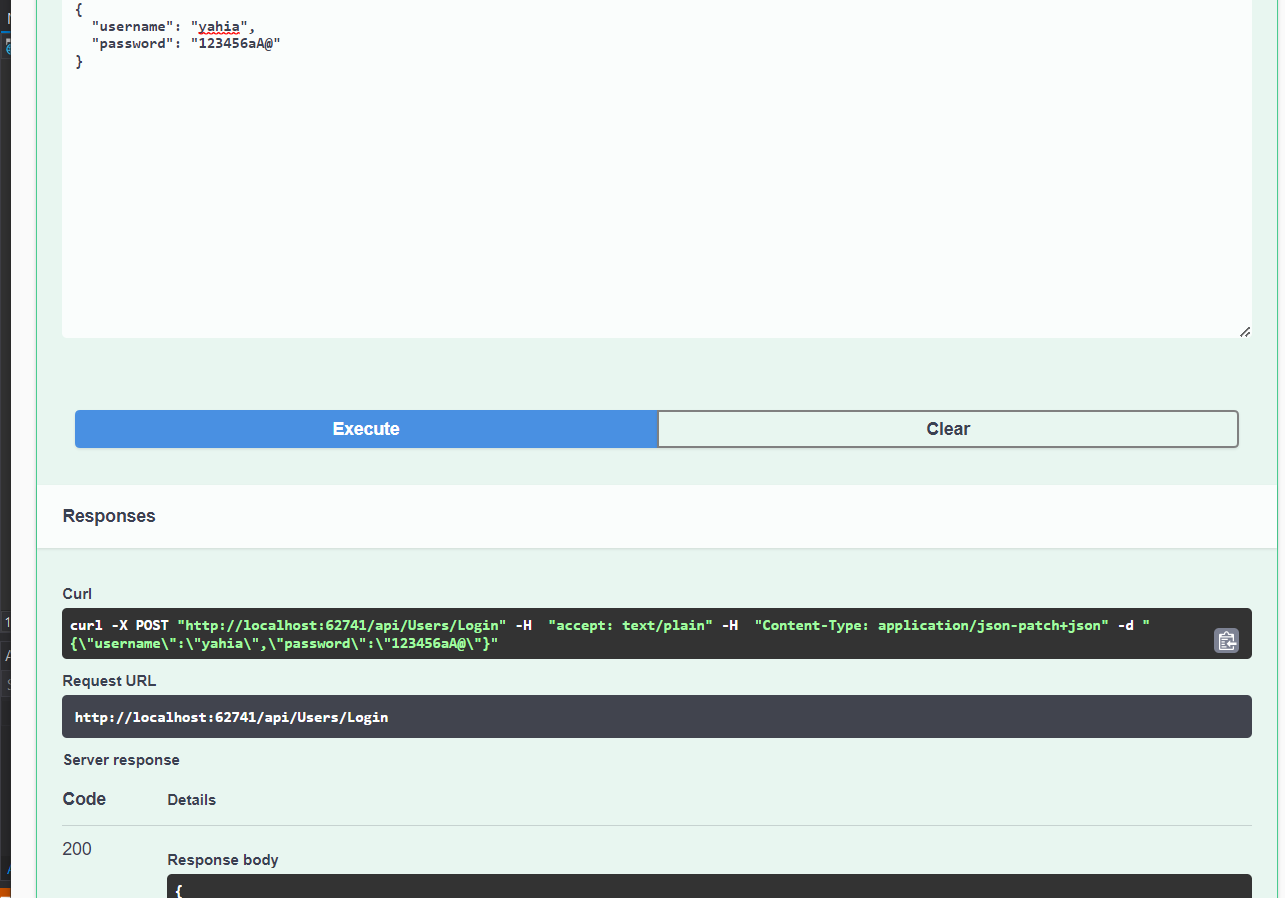 {
"username": "yahia",
"password": "123456aA@"
}
Execute
Clear
Responses
Curl
curl -X POST "http://localhost:62741/api/Users/Login" -H  "accept: text/plain" -H  "Content-Type: application/json-patch+json" -d "
{\"username\":\"yahia\",\"password\":\"123456aA@\"}"
Request URL
http://localhost:62741/api/Users/Login
Server response
Code
Details
200
Response body
{